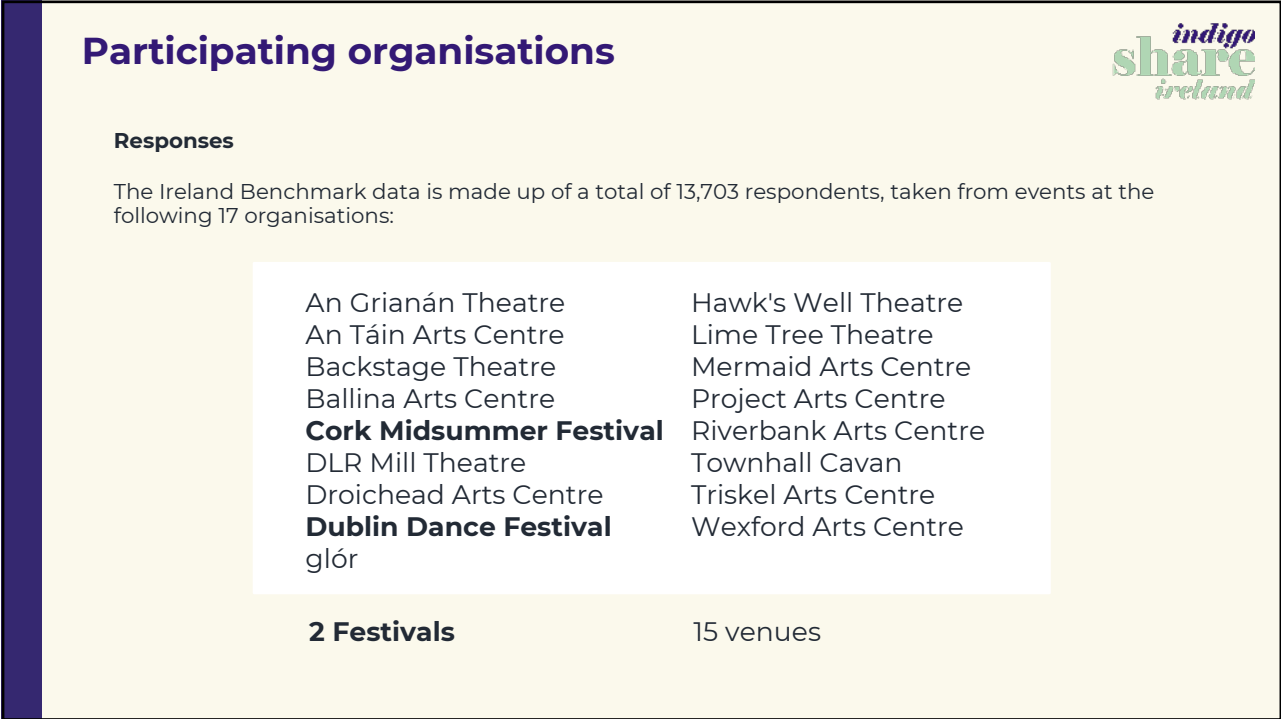 Participating organisations
indigo
share
ireland
Responses
The Ireland Benchmark data is made up of a total of 13,703 respondents, taken from events at the
following 17 organisations:
An Grianán Theatre
An Táin Arts Centre
Backstage Theatre
Ballina Arts Centre
Cork Midsummer Festival
DLR Mill Theatre
Droichead Arts Centre
Dublin Dance Festival
glór
Hawk's Well Theatre
Lime Tree Theatre
Mermaid Arts Centre
Project Arts Centre
Riverbank Arts Centre
Townhall Cavan
Triskel Arts Centre
Wexford Arts Centre
2 Festivals
15 venues